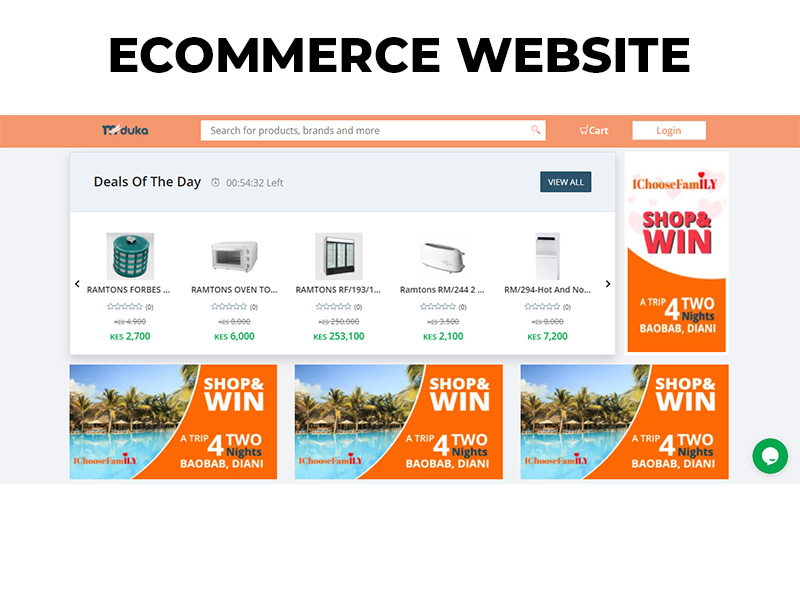 ECOMMERCE WEBSITE
duka
Search for products, brands and more
Cart
Login
Deals Of The Day
00:54:32 Left
VIEW ALL
RAMTONS FORBES ...
(0)
KES 4,900
KES 2,700
RAMTONS OVEN TO...
(0)
KES 8,000
KES 6,000
RAMTONS RF/193/1...
(0)
KES 250,000
KES 253,100
Ramtons RM/244 2 ...
(0)
KES 3,500
KES 2,100
RM/294-Hot And No...
(0)
KES 8,000
KES 7,200
IChooseFamILY
SHOP&
WIN
A TRIP 4 TWO
Nights
BAOBAB, DIANI
SHOP&
WIN
A TRIP 4 TWO
Nights
BAOBAB, DIANI
IChooseFamILY
SHOP&
WIN
A TRIP 4 TWO
Nights
BAOBAB, DIANI
IChooseFamILY
SHOP&
WIN
A TRIP 4 TWO
Nights
BAOBAB, DIANI
IChooseFamILY